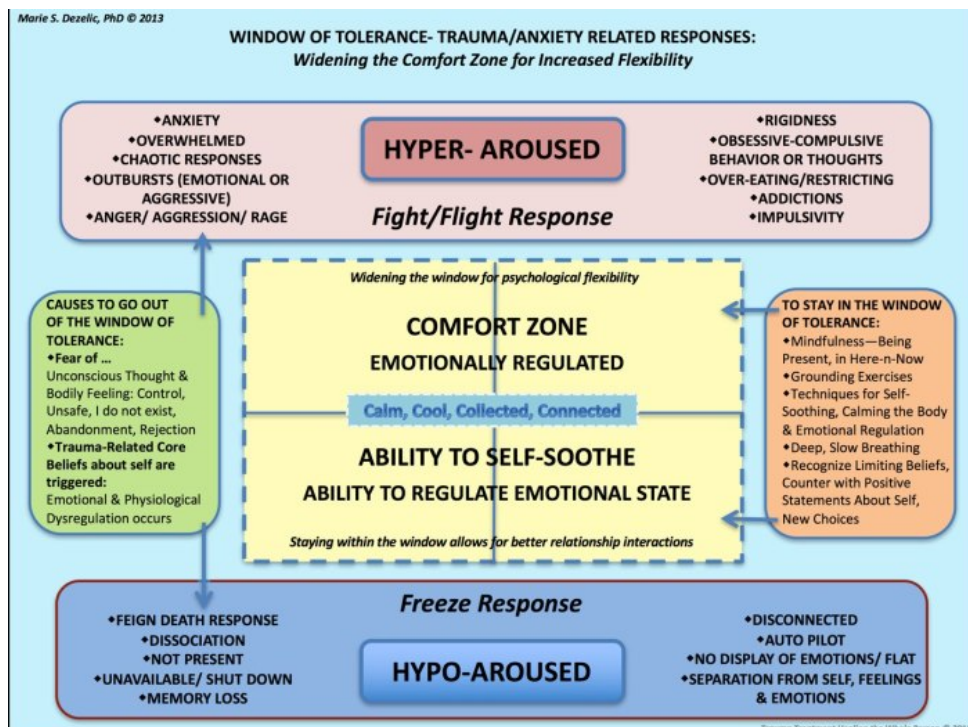 Marie S. Dezelic, PhD © 2013
WINDOW OF TOLERANCE- TRAUMA/ANXIETY RELATED RESPONSES:
Widening the Comfort Zone for Increased Flexibility
◆ANXIETY
◆OVERWHELMED
◆CHAOTIC RESPONSES
◆OUTBURSTS (EMOTIONAL OR
AGGRESSIVE)
◆ANGER/ AGGRESSION/ RAGE
HYPER- AROUSED
Fight/Flight Response
◆RIGIDNESS
◆OBSESSIVE-COMPULSIVE
BEHAVIOR OR THOUGHTS
◆OVER-EATING/RESTRICTING
◆ADDICTIONS
◆IMPULSIVITY
CAUSES TO GO OUT
OF THE WINDOW OF
TOLERANCE:
◆Fear of ...
Unconscious Thought &
Bodily Feeling: Control,
Unsafe, I do not exist,
Abandonment, Rejection
◆Trauma-Related Core
Beliefs about self are
triggered:
Emotional & Physiological
Dysregulation occurs
Widening the window for psychological flexibility
COMFORT ZONE
EMOTIONALLY REGULATED
Calm, Cool, Collected, Connected
ABILITY TO SELF-SOOTHE
ABILITY TO REGULATE EMOTIONAL STATE
Staying within the window allows for better relationship interactions
TO STAY IN THE WINDOW
OF TOLERANCE:
◆Mindfulness—Being
Present, in Here-n-Now
◆Grounding Exercises
◆Techniques for Self-
Soothing, Calming the Body
& Emotional Regulation
◆Deep, Slow Breathing
◆Recognize Limiting Beliefs,
Counter with Positive
Statements About Self,
New Choices
Freeze Response
◆FEIGN DEATH RESPONSE
◆DISSOCIATION
◆NOT PRESENT
◆UNAVAILABLE/ SHUT DOWN
◆MEMORY LOSS
HYPO-AROUSED
◆DISCONNECTED
◆AUTO PILOT
◆NO DISPLAY OF EMOTIONS/ FLAT
◆SEPARATION FROM SELF, FEELINGS
& EMOTIONS